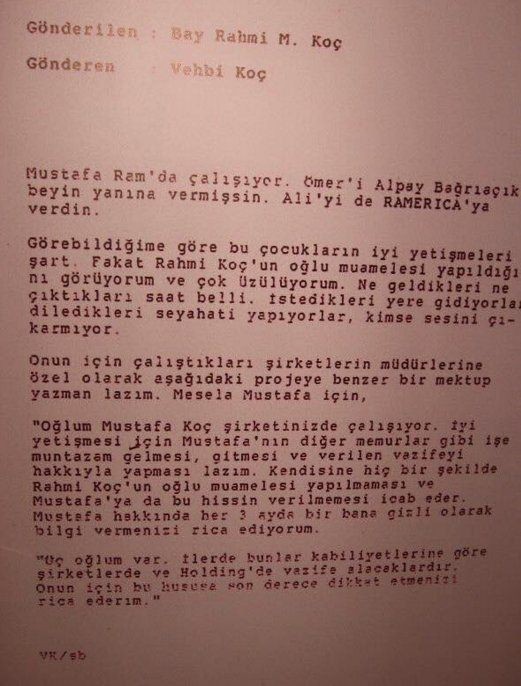 Gönderilen : Bay Rahmi M. Koç
Gönderen : Vehbi Koç
Mustafa Ram'da çalışıyor. Ömer'i Alpay Bağrıaçık
beyin yanına vermişsin. Ali'yi de RAMERICA'ya
verdin.
Görebildiğime göre bu çocukların iyi yetişmeleri
şart. Fakat Rahmi Koç'un oğlu muamelesi yapıldığı
nı görüyorum ve çok üzülüyorum. Ne geldikleri ne
çıktıkları saat belli. İstedikleri yere gidiyorlar
diledikleri seyahati yapıyorlar, kimse sesini çı-
karmıyor.
Onun için çalıştıkları şirketlerin müdürlerine
özel olarak aşağıdaki projeye benzer bir mektup
yazman lazım. Mesela Mustafa için,
"Oğlum Mustafa Koç şirketinizde çalışıyor. İyi
yetişmesi için Mustafa'nın diğer memurlar gibi işe
muntazam gelmesi, gitmesi ve verilen vazifeyi
hakkıyla yapması lazım. Kendisine hiç bir şekilde
Rahmi Koç'un oğlu muamelesi yapılmaması ve
Mustafa'ya da bu hissin verilmemesi icab eder.
Mustafa hakkında her 3 ayda bir bana gizli olarak
bilgi vermenizi rica ediyorum.
"Üç oğlum var. İlerde bunlar kabiliyetlerine göre
şirketlerde ve Holding'de vazife alacaklardır.
Onun için bu hususa son derece dikkat etmenizi
rica ederim."
VK/şb